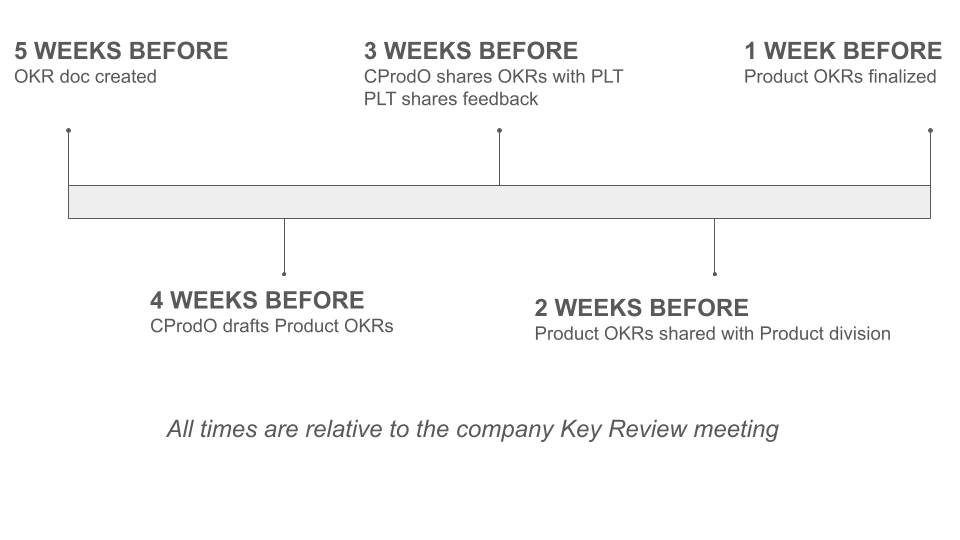 5 WEEKS BEFORE
OKR doc created
3 WEEKS BEFORE
CProdO shares OKRs with PLT
PLT shares feedback
1 WEEK BEFORE
Product OKRs finalized
4 WEEKS BEFORE
CProdO drafts Product OKRs
2 WEEKS BEFORE
Product OKRs shared with Product division
All times are relative to the company Key Review meeting